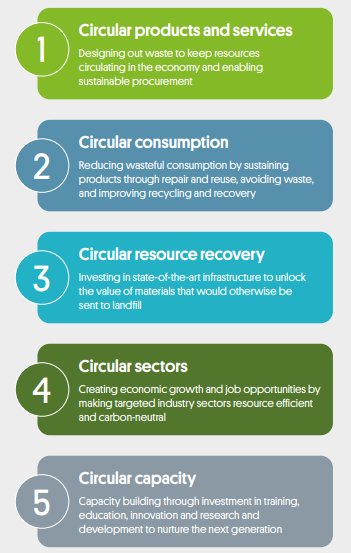 1
Circular products and services
Designing out waste to keep resources
circulating in the economy and enabling
sustainable procurement
2
Circular consumption
Reducing wasteful consumption by sustaining
products through repair and reuse, avoiding waste,
and improving recycling and recovery
3
Circular resource recovery
Investing in state-of-the-art infrastructure to unlock
the value of materials that would otherwise be
sent to landfill
4
Circular sectors
Creating economic growth and job opportunities by
making targeted industry sectors resource efficient
and carbon-neutral
5
Circular capacity
Capacity building through investment in training,
education, innovation and research and
development to nurture the next generation